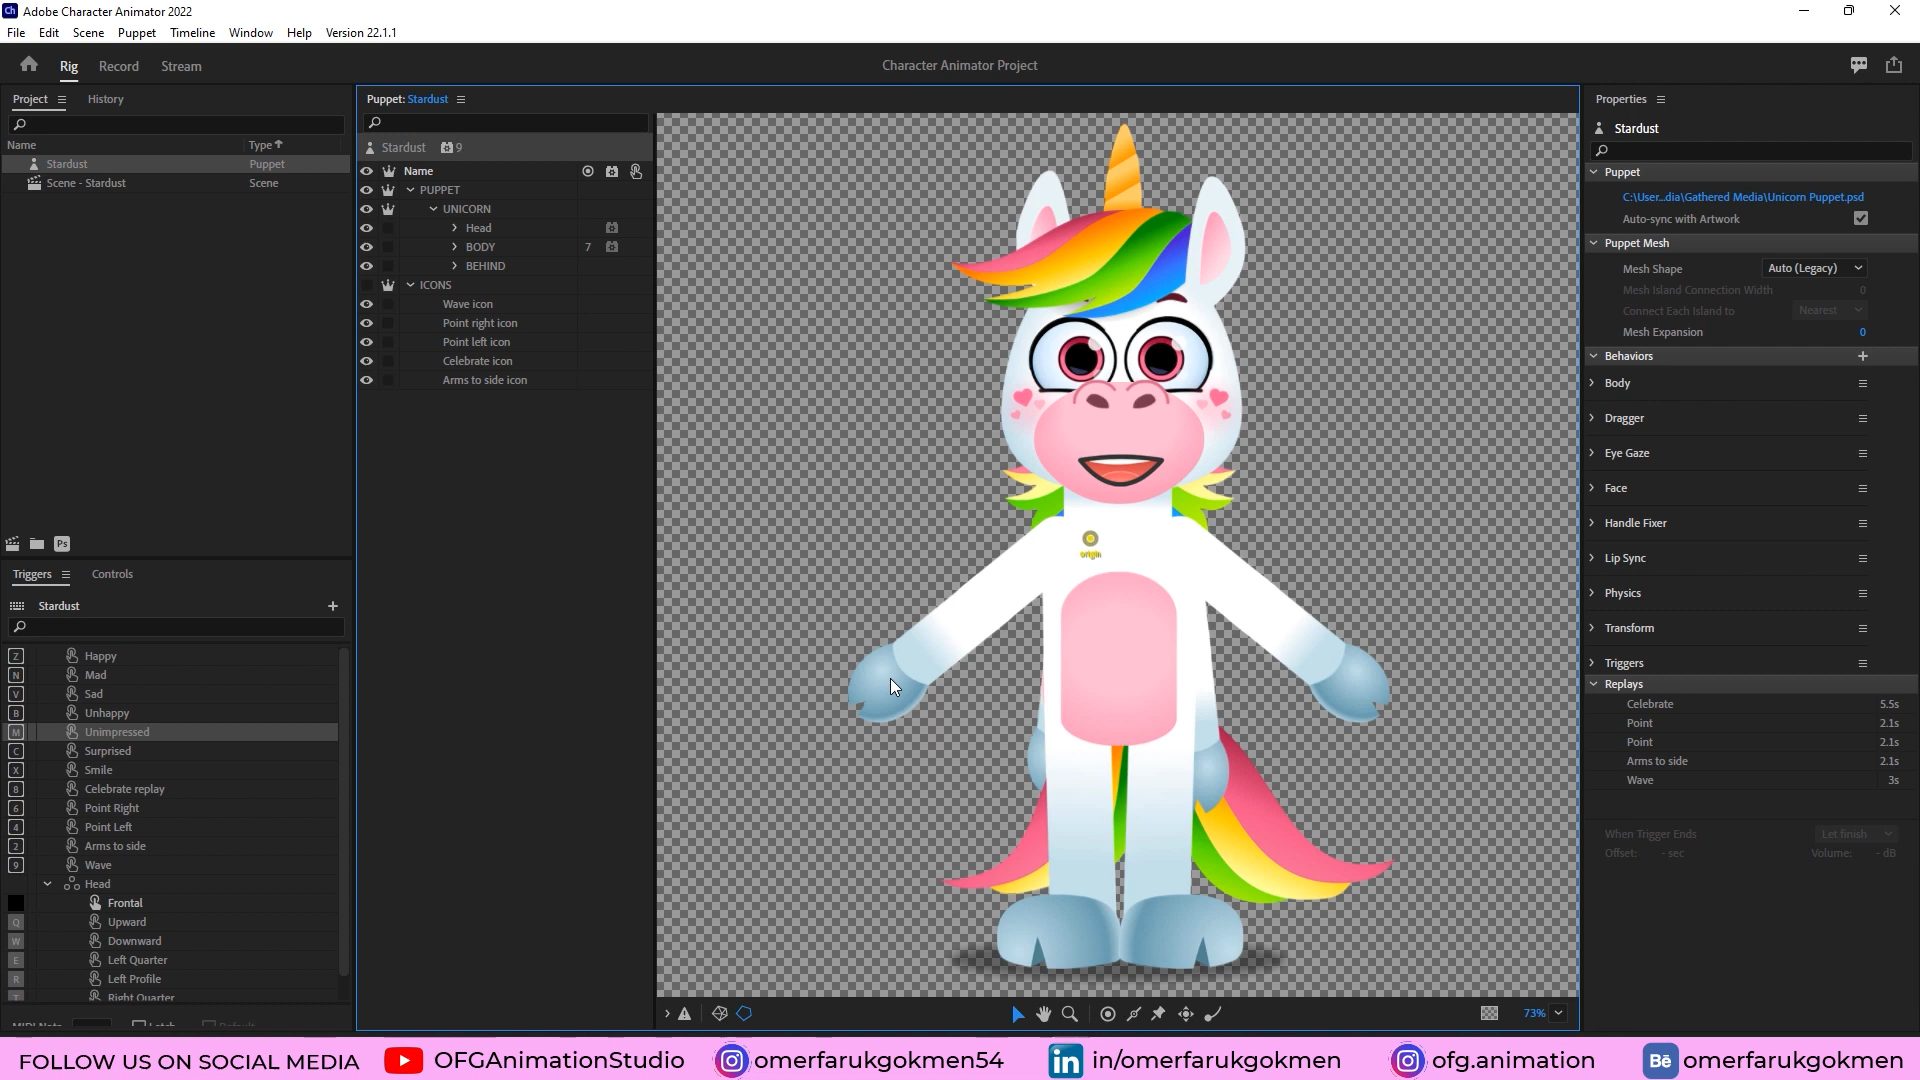 Ch Adobe Character Animator 2022
File Edit Scene Puppet Timeline Window Help Version 22.1.1
Rig Record Stream
Character Animator Project
Project History
Name Type
Stardust Puppet
Scene - Stardust Scene
Ps
Triggers Controls
Stardust
Z Happy
N Mad
V Sad
B Unhappy
M Unimpressed
C Surprised
X Smile
8 Celebrate replay
6 Point Right
4 Point Left
2 Arms to side
9 Wave
Head
Frontal
Q Upward
W Downward
E Left Quarter
R Left Profile
T Right Quarter
MIDI Note Latch Default
Puppet: Stardust
Stardust 9
Name
PUPPET
UNICORN
Head
BODY 7
BEHIND
ICONS
Wave icon
Point right icon
Point left icon
Celebrate icon
Arms to side icon
origin
73%
Properties
Stardust
Puppet
C:\User...dia\Gathered Media\Unicorn Puppet.psd
Auto-sync with Artwork
Puppet Mesh
Mesh Shape Auto (Legacy)
Mesh Island Connection Width 0
Connect Each Island to Nearest
Mesh Expansion 0
Behaviors
Body
Dragger
Eye Gaze
Face
Handle Fixer
Lip Sync
Physics
Transform
Triggers
Replays
Celebrate 5.5s
Point 2.1s
Point 2.1s
Arms to side 2.1s
Wave 3s
When Trigger Ends Let finish
Offset: - sec Volume: - dB
FOLLOW US ON SOCIAL MEDIA OFGAnimationStudio omerfarukgokmen54 in in/omerfarukgokmen ofg.animation Bē omerfarukgokmen